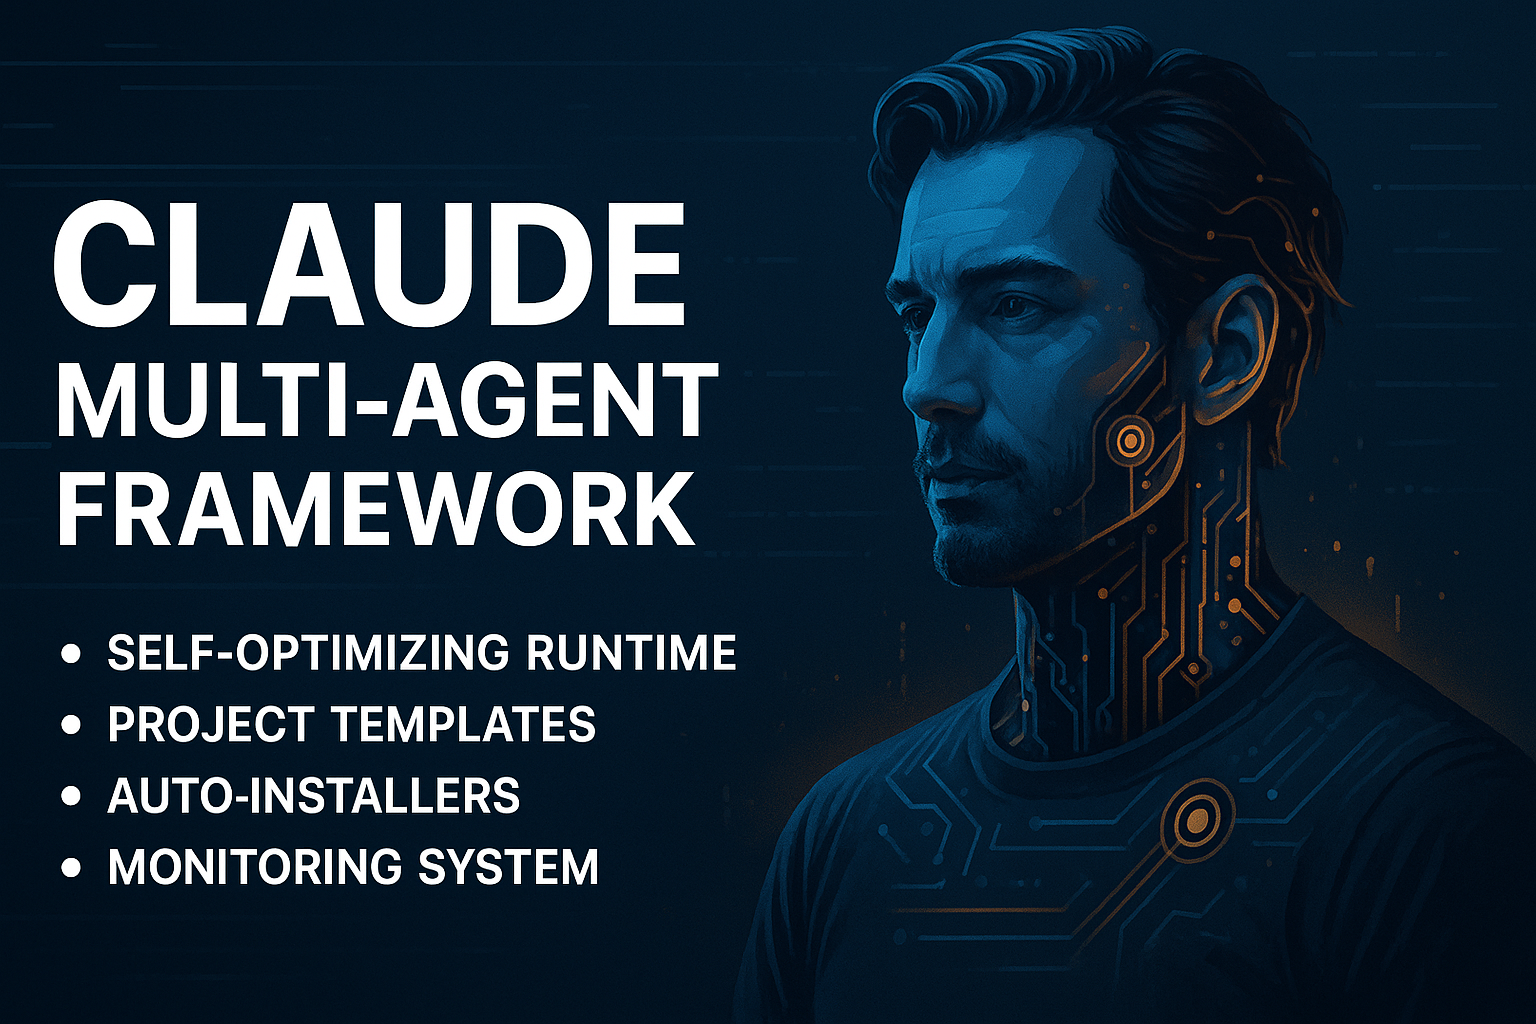 CLAUDE
MULTI-AGENT
FRAMEWORK
• SELF-OPTIMIZING RUNTIME
• PROJECT TEMPLATES
• AUTO-INSTALLERS
• MONITORING SYSTEM